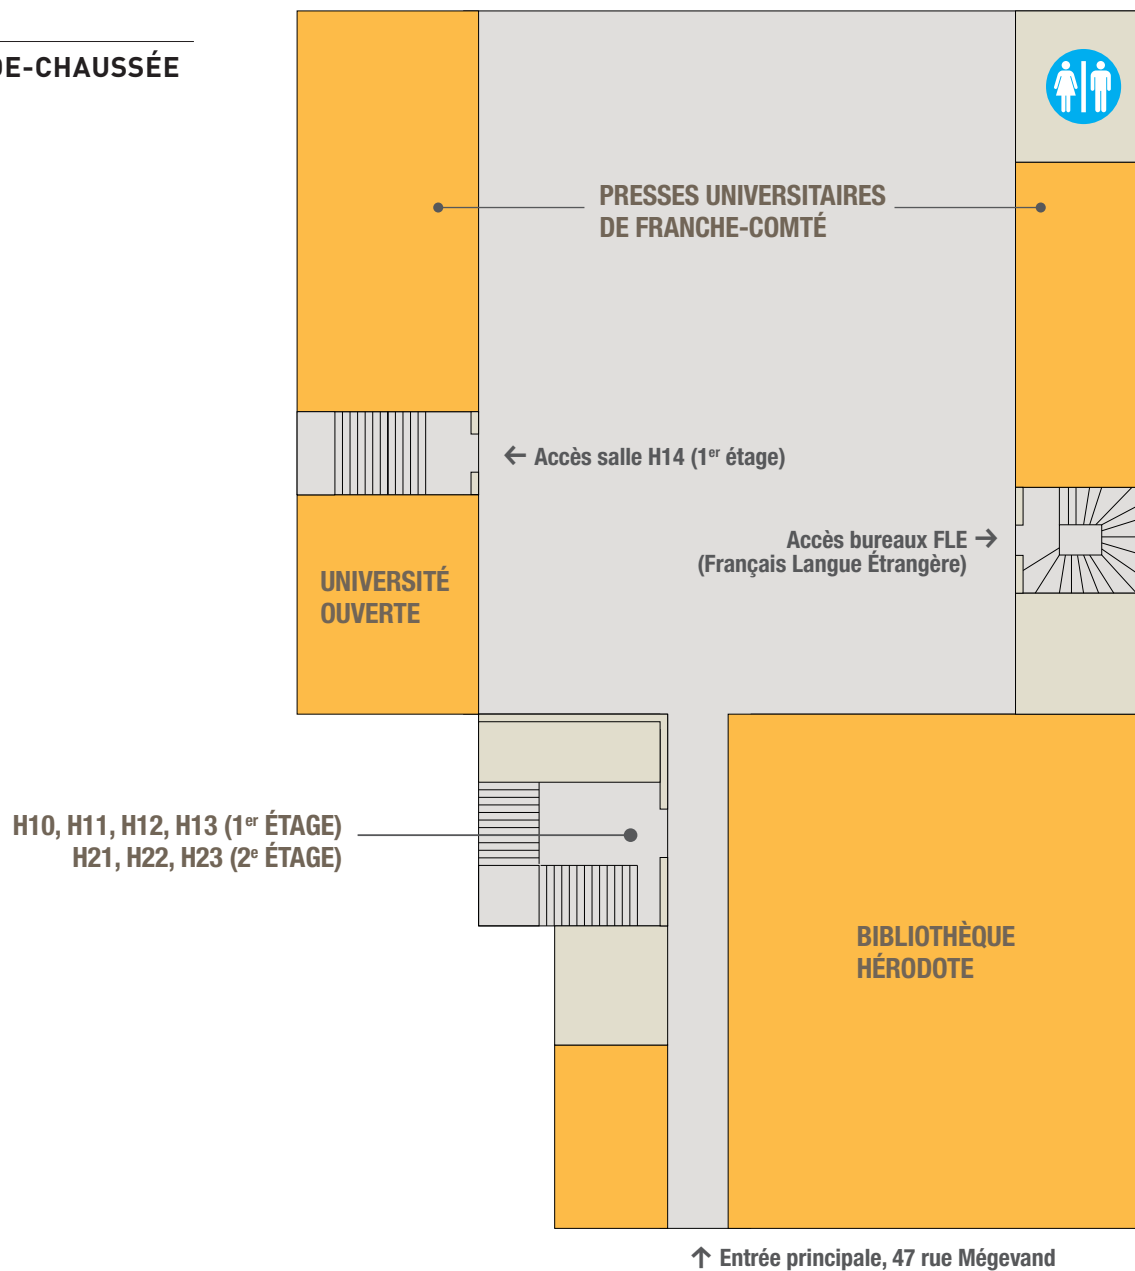 DE-CHAUSSÉE
PRESSES UNIVERSITAIRES
DE FRANCHE-COMTÉ
← Accès salle H14 (1er étage)
Accès bureaux FLE →
(Français Langue Étrangère)
UNIVERSITÉ
OUVERTE
H10, H11, H12, H13 (1er ÉTAGE)
H21, H22, H23 (2e ÉTAGE)
BIBLIOTHÈQUE
HÉRODOTE
↑ Entrée principale, 47 rue Mégevand